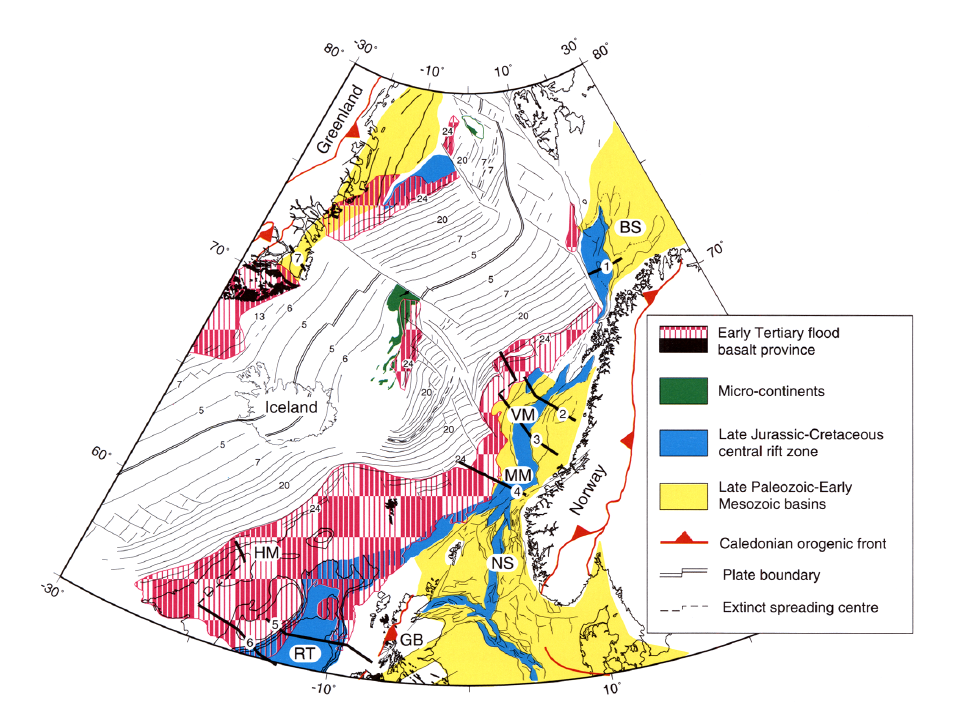 -30°
30°
80°
80°
-10°
10°
Greenland
24
20
7
7
24
20
7
5
5
7
20
24
BS
1
70°
70°
7
13
6
5
5
6
7
5
Iceland
24
20
20
24
VM
2
3
MM
4
Norway
60°
5
7
20
24
HM
NS
-30°
5
6
RT
GB
-10°
10°
Early Tertiary flood
basalt province
Micro-continents
Late Jurassic-Cretaceous
central rift zone
Late Paleozoic-Early
Mesozoic basins
Caledonian orogenic front
Plate boundary
Extinct spreading centre